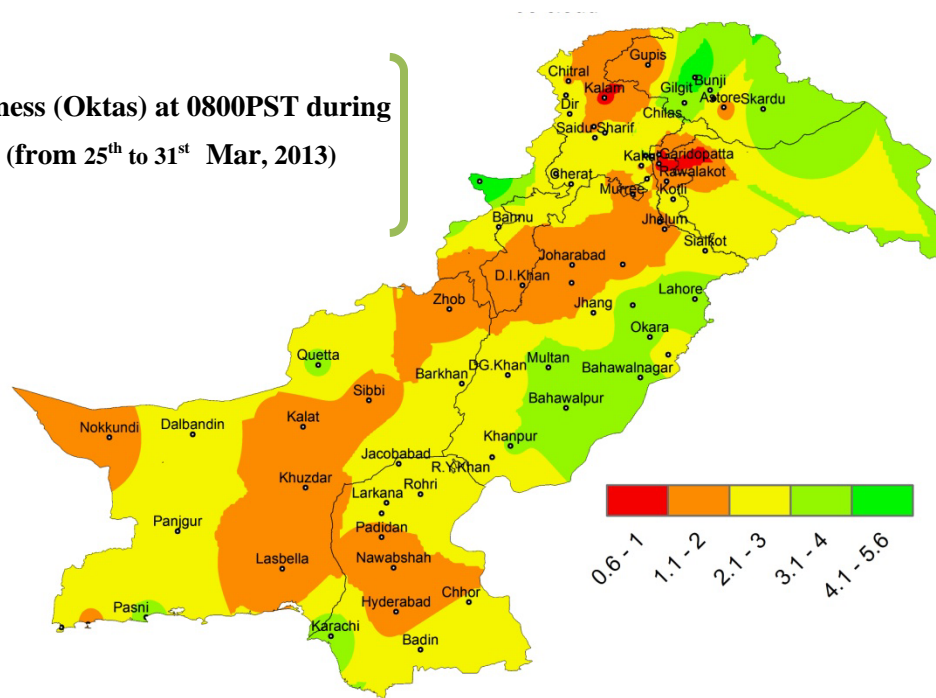 (Oktas) at 0800PST during
(from 25th to 31st Mar, 2013)
Gupis
Chitral
Kalam
Bunji
Gilgit
Astore
Skardu
Dir
Chilas
Saidu Sharif
Garidopatta
Cherat
Rawalakot
Murree
Kotli
Bannu
Jhelum
Sialkot
Joharabad
D.I.Khan
Zhob
Lahore
Jhang
Okara
Quetta
Multan
D.G.Khan
Barkhan
Bahawalnagar
Sibbi
Bahawalpur
Nokkundi
Dalbandin
Kalat
Khanpur
Jacobabad
R.Y.Khan
Khuzdar
Rohri
Larkana
Panjgur
Padidan
Lasbella
Nawabshah
Chhor
Pasni
Hyderabad
Karachi
Badin
0.6 - 1
1.1 - 2
2.1 - 3
3.1 - 4
4.1 - 5.6